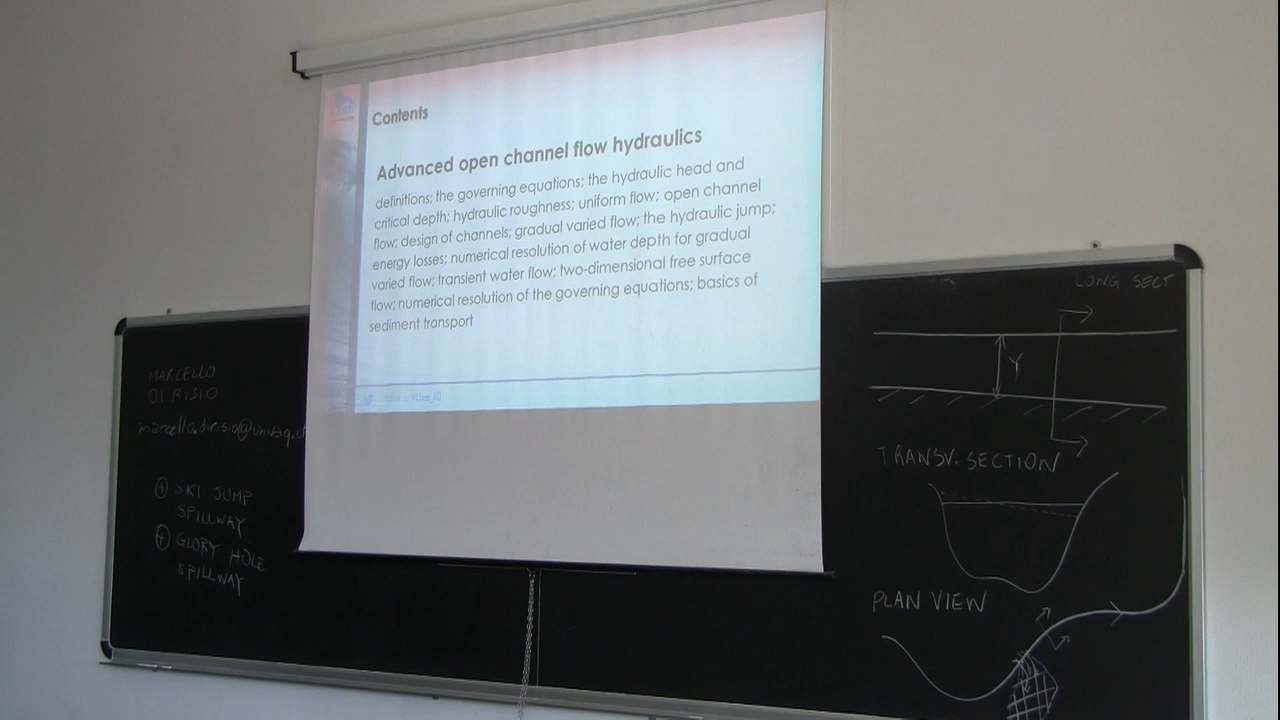 Contents
Advanced open channel flow hydraulics
definitions; the governing equations; the hydraulic head and
critical depth; hydraulic roughness; uniform flow; open channel
flow; design of channels; gradual varied flow; the hydraulic jump;
energy losses; numerical resolution of water depth for gradual
varied flow; transient water flow; two-dimensional free surface
flow; numerical resolution of the governing equations; basics of
sediment transport
MARCELLO
DI RISIO
marcello.dirisio@univaq.it
+ SKI JUMP
SPILLWAY
+ GLORY HOLE
SPILLWAY
LONG. SECT
Y
TRANSV. SECTION
PLAN VIEW